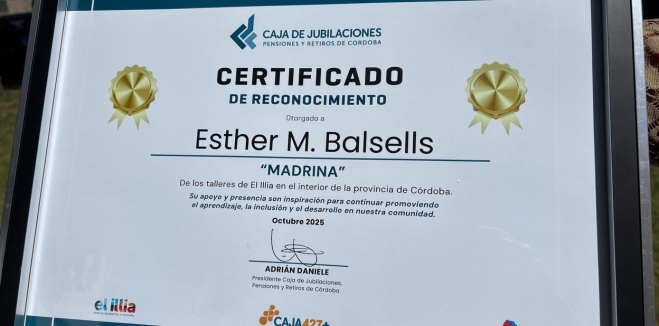 CAJA DE JUBILACIONES
PENSIONES Y RETIROS DE CORDOBA
CERTIFICADO
DE RECONOCIMIENTO
Otorgado a
Esther M. Balsells
“MADRINA”
De los talleres de El Illia en el interior de la provincia de Córdoba.
Su apoyo y presencia son inspiración para continuar promoviendo
el aprendizaje, la inclusión y el desarrollo en nuestra comunidad.
Octubre 2025
ADRIÁN DANIELE
Presidente Caja de Jubilaciones,
Pensiones y Retiros de Córdoba
el illia
CAJA427+